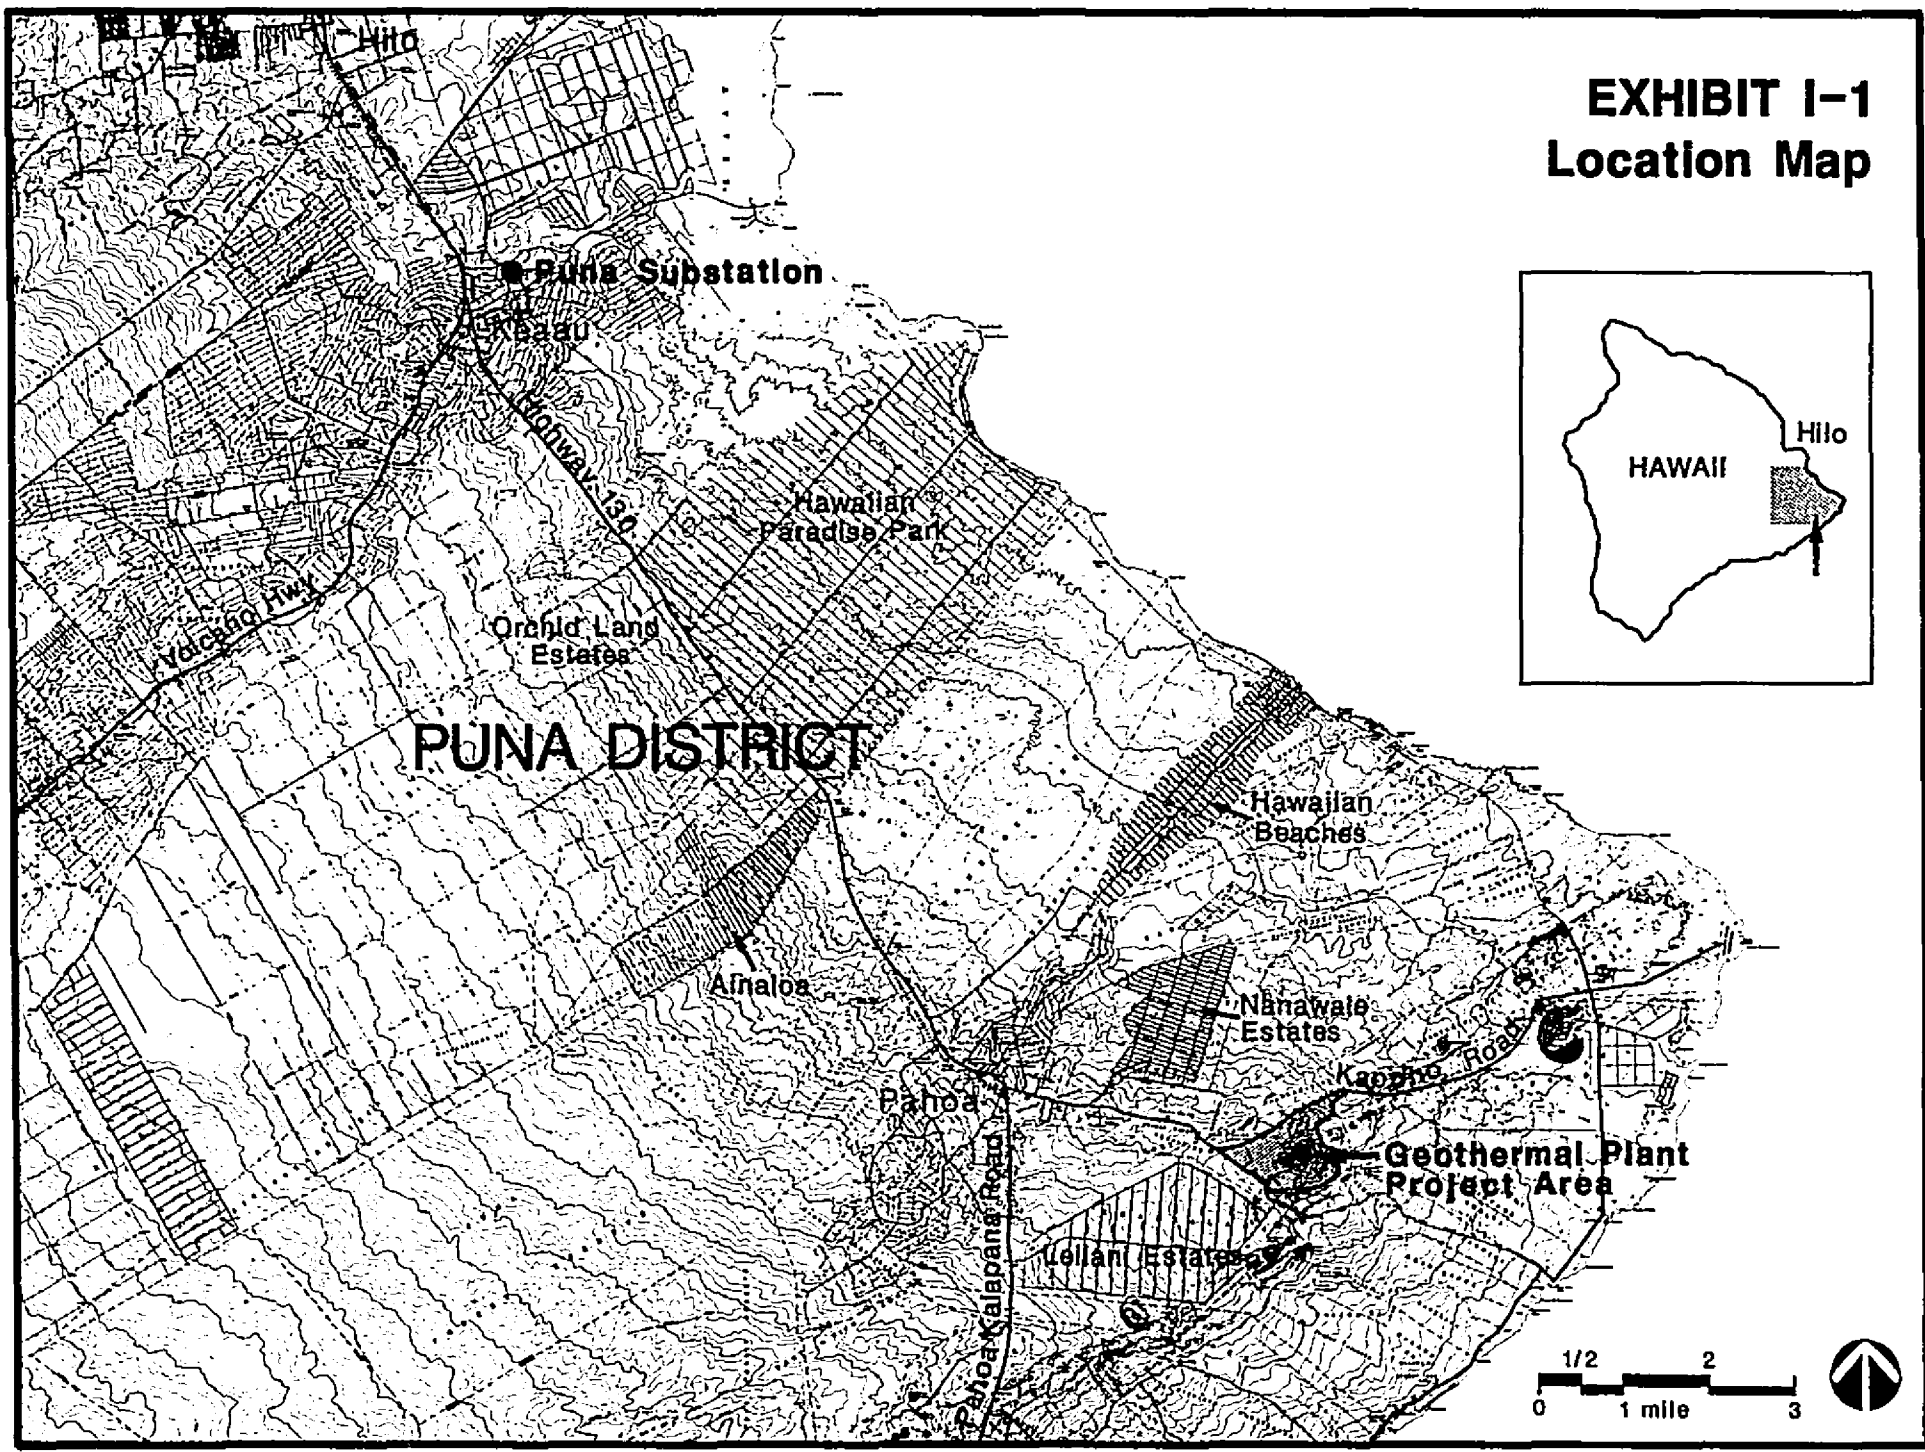 EXHIBIT I-1
Location Map
Hilo
Puna Substation
Keaau
Highway 130
Hawaiian
Paradise Park
Volcano Hwy
Orchid Land
Estates
PUNA DISTRICT
HAWAII
Hilo
Hawaiian
Beaches
Ainaloa
Nanawale
Estates
Kapoho Road
Pahoa
Geothermal Plant
Project Area
Leilani Estates
Pahoa Kalapana Road
1/2
2
0
1 mile
3